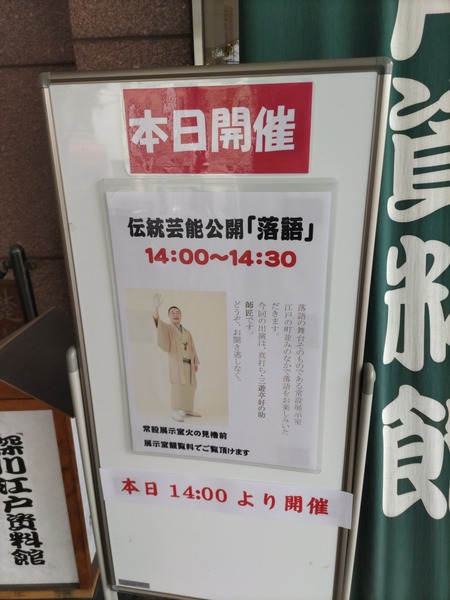 本日開催
伝統芸能公開「落語」
14:00～14:30
落語の舞台そのものである常設展示室
江戸の町並みのなかで落語をお楽しみいた
だきます。
今回の出演は、真打ち・三遊亭好の助
師匠です。
どうぞ、お聞き逃しなく。
常設展示室火の見櫓前
展示室観覧料でご覧頂けます
本日 14:00 より開催
深川江戸資料館
資料館